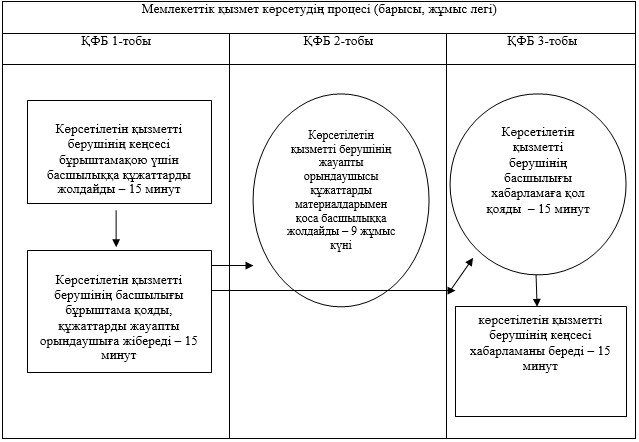 Мемлекеттік қызмет көрсетудің процесі (барысы, жұмыс легі)
ҚФБ 1-тобы
ҚФБ 2-тобы
ҚФБ 3-тобы
Көрсетілетін қызметті
берушінің кеңсесі
бұрыштамақою үшін
басшылыққа құжаттарды
жолдайды – 15 минут
Көрсетілетін қызметті
берушінің басшылығы
бұрыштама қояды,
құжаттарды жауапты
орындаушыға жібереді – 15
минут
Көрсетілетін
қызметті берушінің
жауапты
орындаушысы
құжаттарды
материалдарымен
қоса басшылыққа
жолдайды – 9 жұмыс
күні
Көрсетілетін
қызметті
берушінің
басшылығы
хабарламаға қол
қояды – 15 минут
көрсетілетін қызметті
берушінің кеңсесі
хабарламаны береді – 15
минут